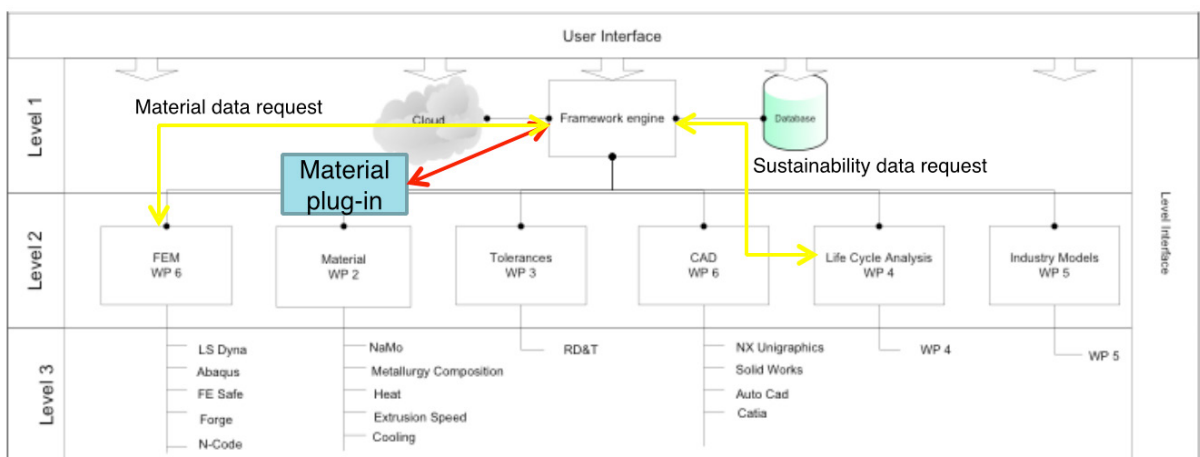 User Interface
Level 1
Material data request
Cloud
Framework engine
Database
Sustainability data request
Material
plug-in
Level Interface
Level 2
FEM
WP 6
Material
WP 2
Tolerances
WP 3
CAD
WP 6
Life Cycle Analysis
WP 4
Industry Models
WP 5
Level 3
LS Dyna
Abaqus
FE Safe
Forge
N-Code
NaMo
Metallurgy Composition
Heat
Extrusion Speed
Cooling
RD&T
NX Unigraphics
Solid Works
Auto Cad
Catia
WP 4
WP 5